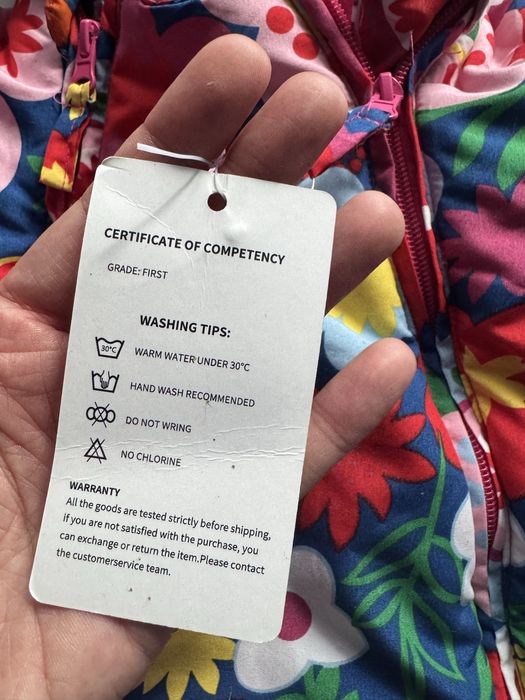 CERTIFICATE OF COMPETENCY
GRADE: FIRST
WASHING TIPS:
30°C WARM WATER UNDER 30°C
HAND WASH RECOMMENDED
DO NOT WRING
NO CHLORINE
WARRANTY
All the goods are tested strictly before shipping,
if you are not satisfied with the purchase, you
can exchange or return the item.Please contact
the customerservice team.